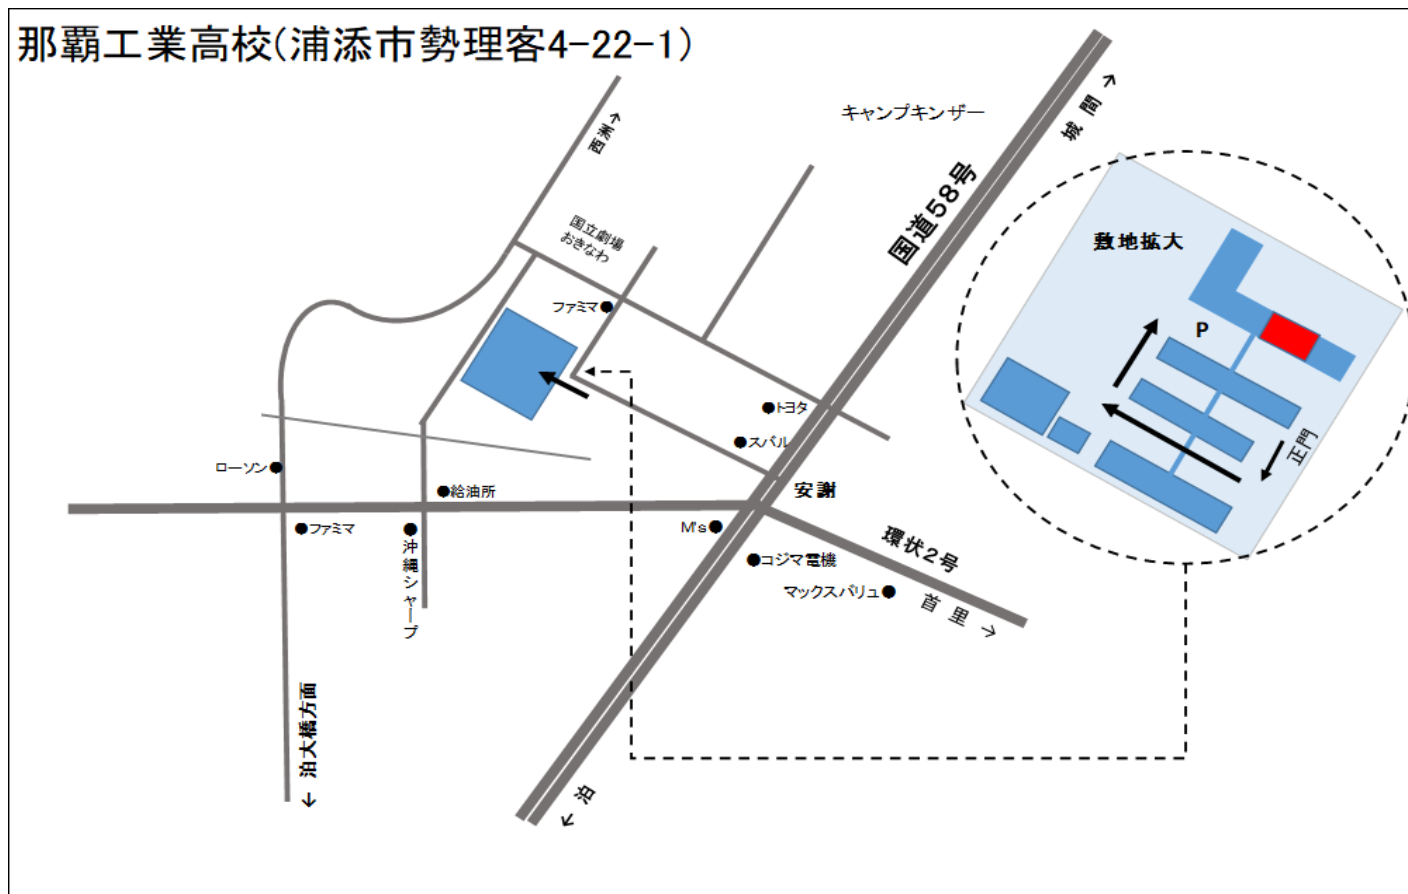 那覇工業高校(浦添市勢理客4-22-1)
キャンプキンザー
城間→
西洲→
国道58号
国立劇場
おきなわ
敷地拡大
ファミマ
P
トヨタ
スバル
正門
ローソン
給油所
安謝
ファミマ
沖縄シャープ
M's
環状2号
コジマ電機
マックスバリュ
首里→
←泊大橋方面
←泊